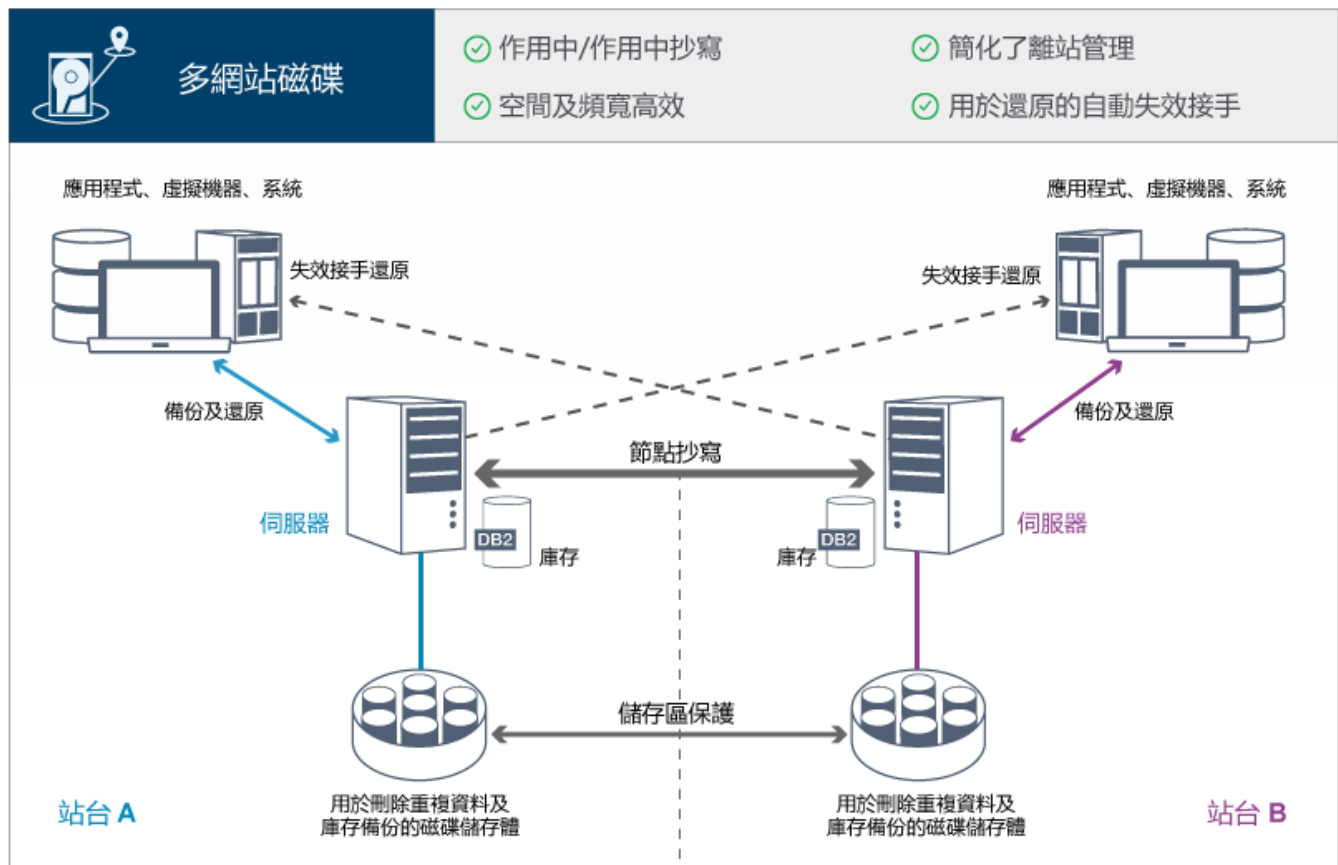 多網站磁碟
作用中/作用中抄寫
簡化了離站管理
空間及頻寬高效
用於還原的自動失效接手
應用程式、虛擬機器、系統
應用程式、虛擬機器、系統
失效接手還原
失效接手還原
備份及還原
備份及還原
節點抄寫
伺服器
伺服器
DB2
庫存
DB2
庫存
儲存區保護
用於刪除重複資料及
庫存備份的磁碟儲存體
用於刪除重複資料及
庫存備份的磁碟儲存體
站台 A
站台 B